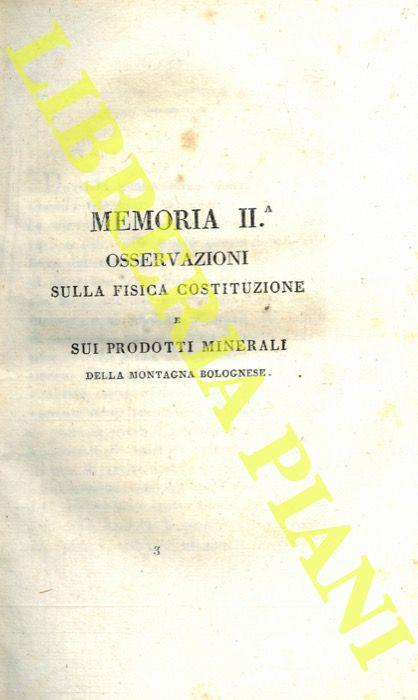 MEMORIA II.ᴬ
OSSERVAZIONI
SULLA FISICA COSTITUZIONE
E
SUI PRODOTTI MINERALI
DELLA MONTAGNA BOLOGNESE.
3
LIBRERIA PIANI